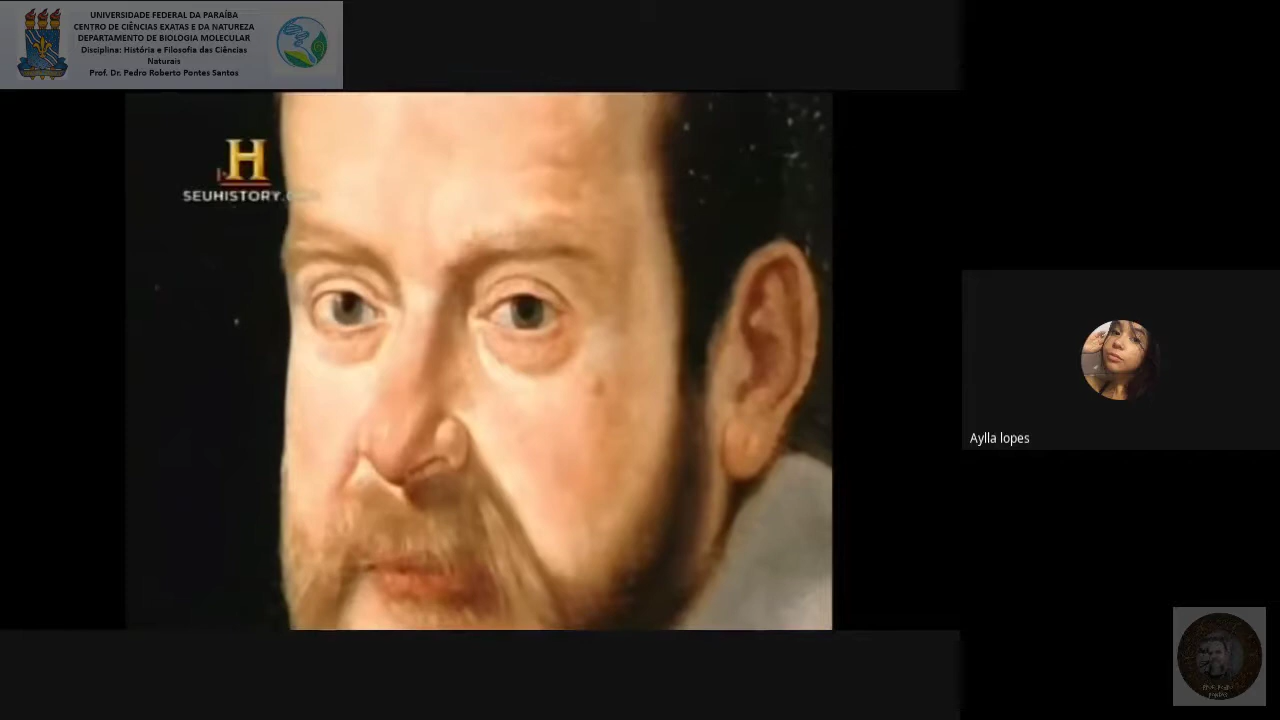 UNIVERSIDADE FEDERAL DA PARAÍBA
CENTRO DE CIÊNCIAS EXATAS E DA NATUREZA
DEPARTAMENTO DE BIOLOGIA MOLECULAR
Disciplina: História e Filosofia das Ciências
Naturais
Prof. Dr. Pedro Roberto Pontes Santos
H
SEUHISTORY.
Aylla lopes